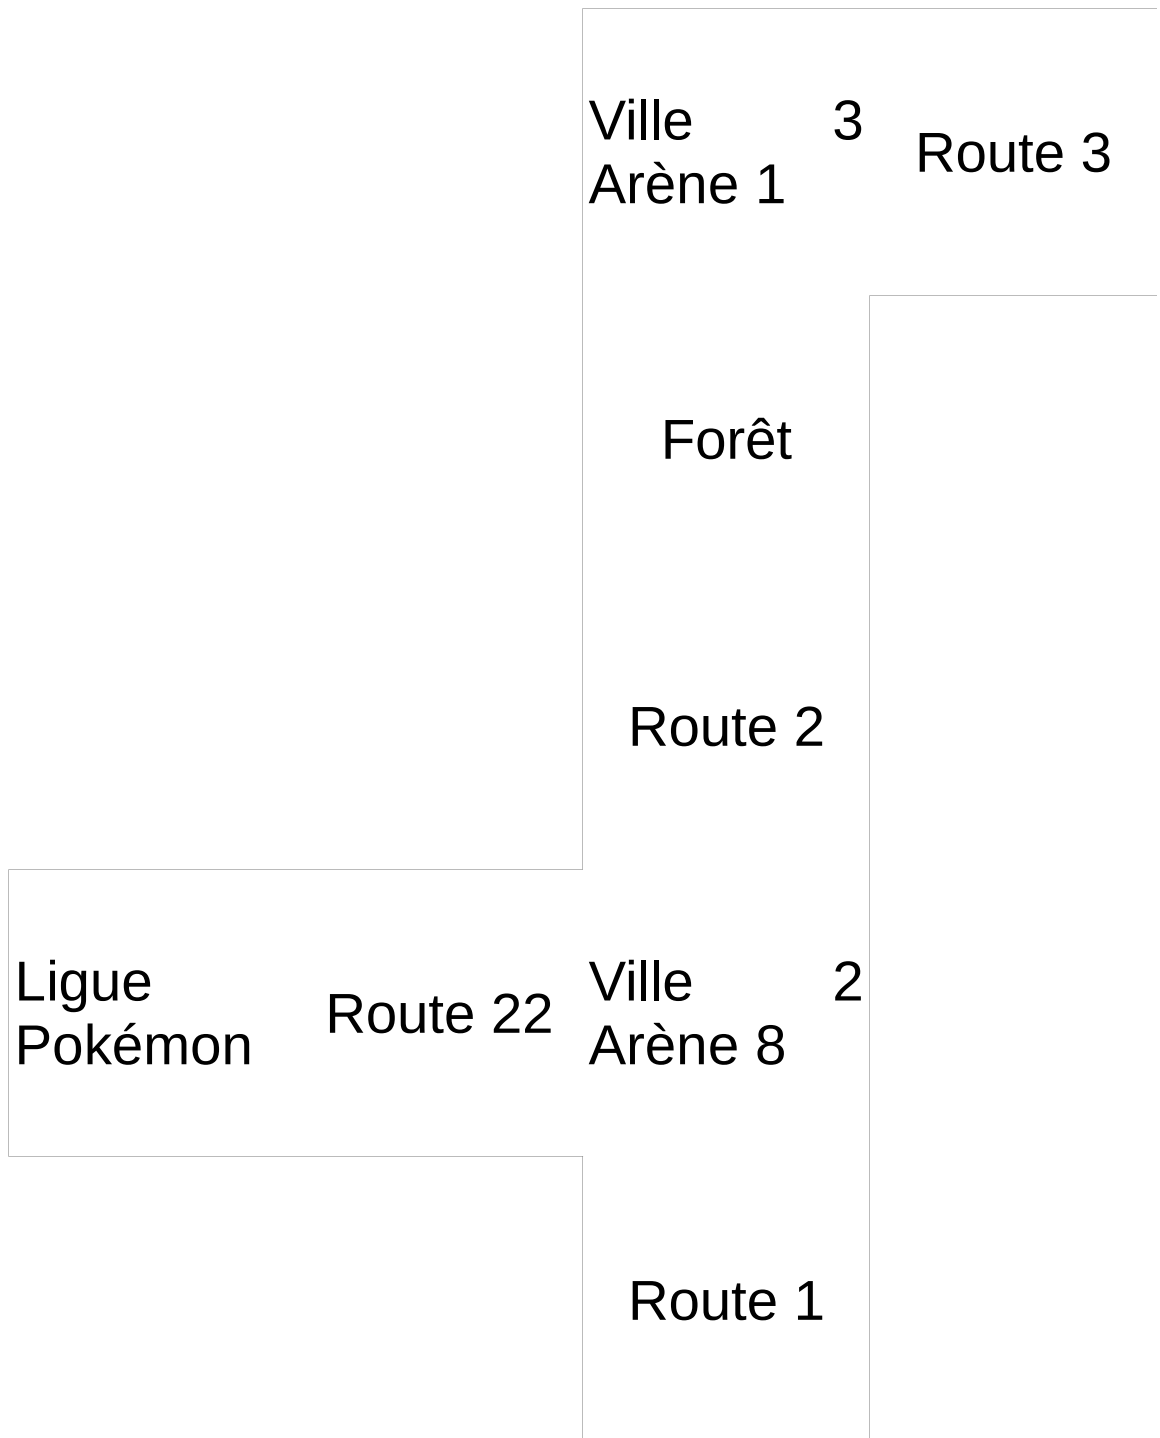 Ville 3
Arène 1
Route 3
Forêt
Route 2
Ligue
Pokémon
Route 22
Ville 2
Arène 8
Route 1